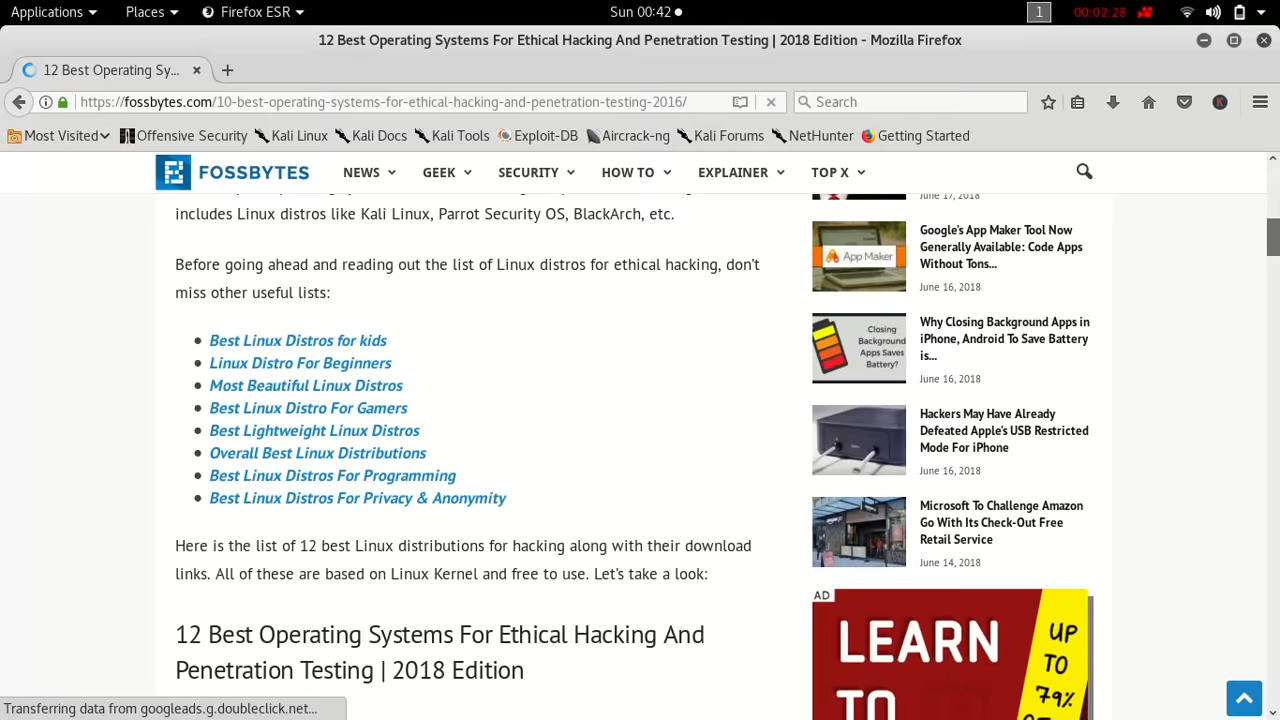 Applications Places Firefox ESR Sun 00:42 1 00:02:28
12 Best Operating Systems For Ethical Hacking And Penetration Testing | 2018 Edition - Mozilla Firefox
12 Best Operating Sy...
https://fossbytes.com/10-best-operating-systems-for-ethical-hacking-and-penetration-testing-2016/ Search
Most Visited Offensive Security Kali Linux Kali Docs Kali Tools Exploit-DB Aircrack-ng Kali Forums NetHunter Getting Started
FOSSBYTES NEWS GEEK SECURITY HOW TO EXPLAINER TOP X
includes Linux distros like Kali Linux, Parrot Security OS, BlackArch, etc.
Before going ahead and reading out the list of Linux distros for ethical hacking, don't
miss other useful lists:
Best Linux Distros for kids
Linux Distro For Beginners
Most Beautiful Linux Distros
Best Linux Distro For Gamers
Best Lightweight Linux Distros
Overall Best Linux Distributions
Best Linux Distros For Programming
Best Linux Distros For Privacy & Anonymity
Here is the list of 12 best Linux distributions for hacking along with their download
links. All of these are based on Linux Kernel and free to use. Let's take a look:
12 Best Operating Systems For Ethical Hacking And
Penetration Testing | 2018 Edition
June 17, 2018
App Maker
Google's App Maker Tool Now
Generally Available: Code Apps
Without Tons...
June 16, 2018
Closing
Background
Apps Saves
Battery?
Why Closing Background Apps in
iPhone, Android To Save Battery
is...
June 16, 2018
Hackers May Have Already
Defeated Apple's USB Restricted
Mode For iPhone
June 16, 2018
Microsoft To Challenge Amazon
Go With Its Check-Out Free
Retail Service
June 14, 2018
AD
LEARN
TO
UP
TO
79%
Transferring data from googleads.g.doubleclick.net...